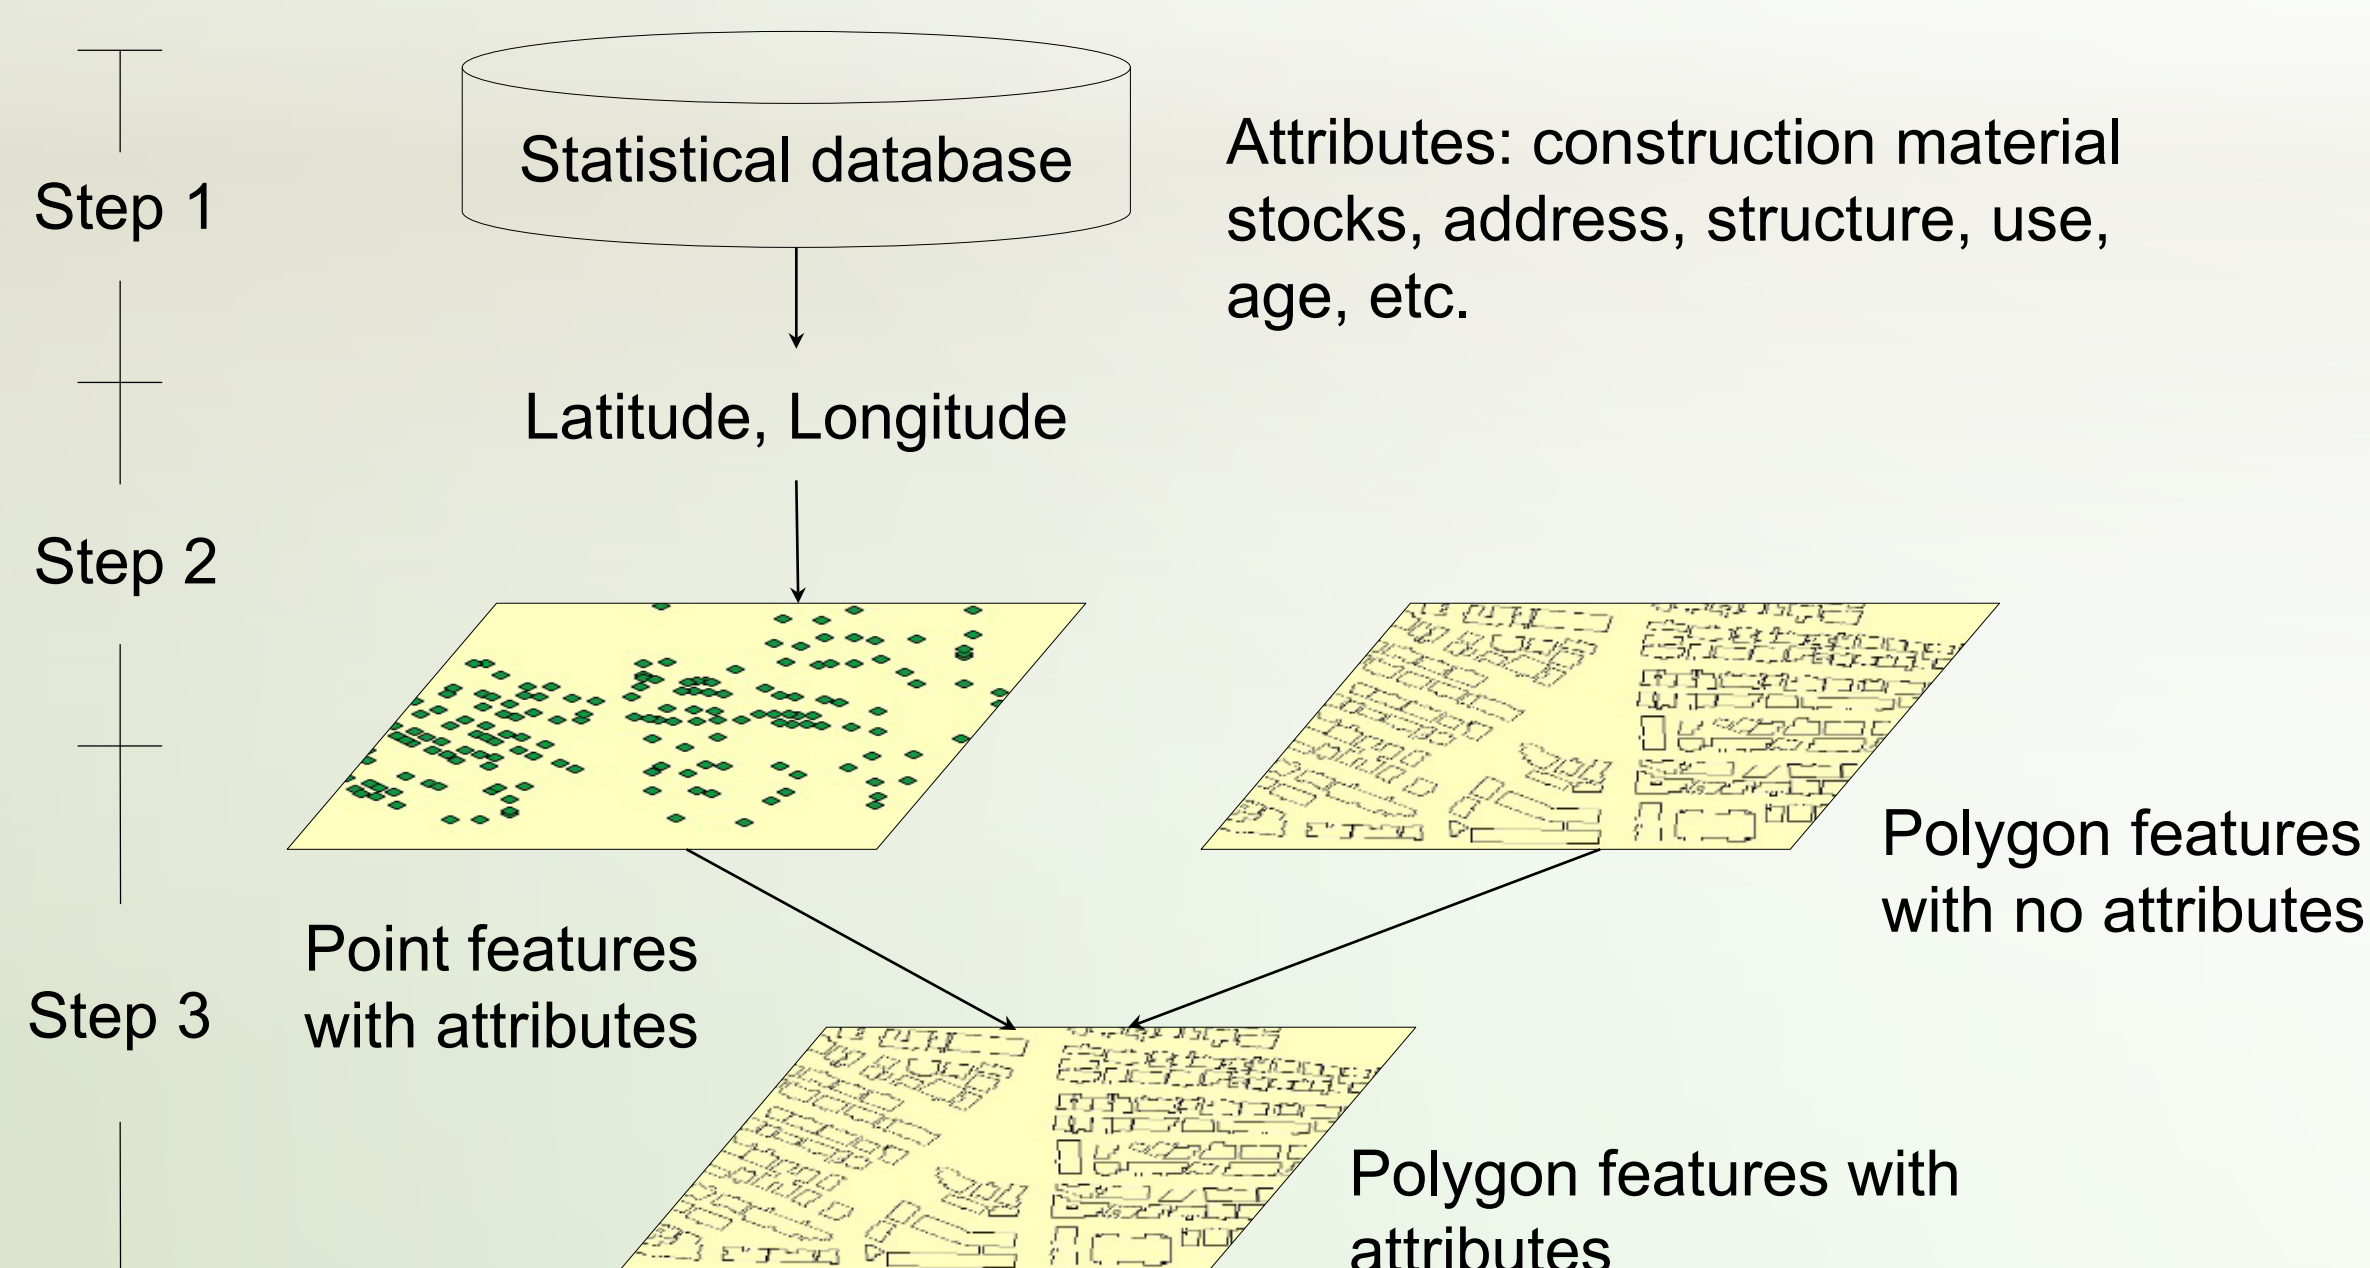 Step 1
Statistical database
Attributes: construction material
stocks, address, structure, use,
age, etc.
Latitude, Longitude
Step 2
Polygon features
with no attributes
Point features
with attributes
Step 3
Polygon features with
attributes